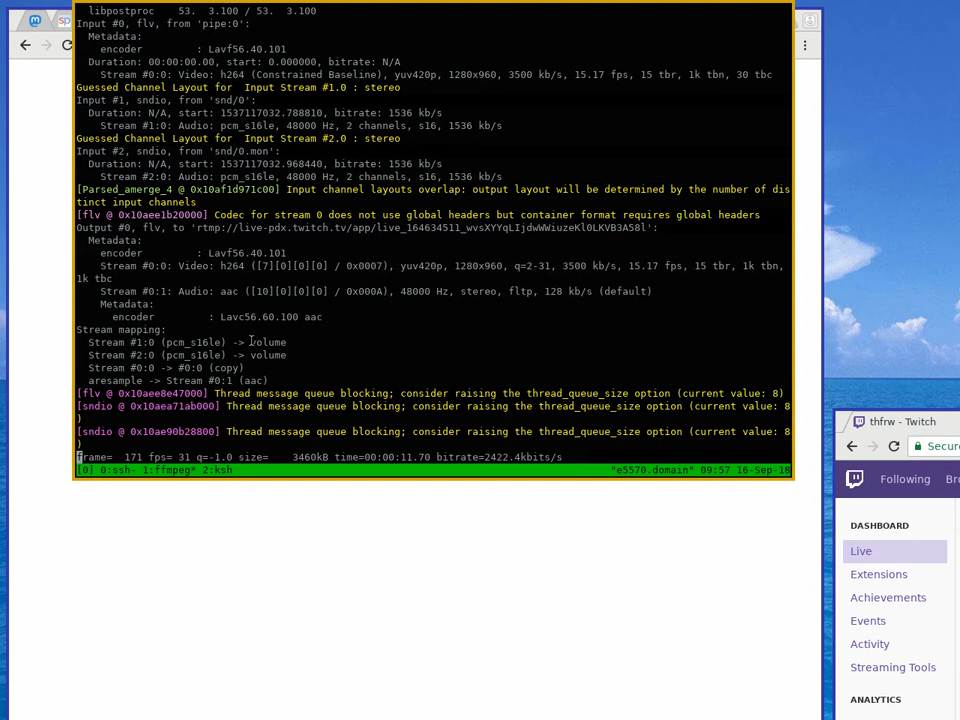 libpostproc    53.  3.100 / 53.  3.100
Input #0, flv, from 'pipe:0':
Metadata:
encoder         : Lavf56.40.101
Duration: 00:00:00.00, start: 0.000000, bitrate: N/A
Stream #0:0: Video: h264 (Constrained Baseline), yuv420p, 1280x960, 3500 kb/s, 15.17 fps, 15 tbr, 1k tbn, 30 tbc
Guessed Channel Layout for  Input Stream #1.0 : stereo
Input #1, sndio, from 'snd/0':
Duration: N/A, start: 1537117032.788810, bitrate: 1536 kb/s
Stream #1:0: Audio: pcm_s16le, 48000 Hz, 2 channels, s16, 1536 kb/s
Guessed Channel Layout for  Input Stream #2.0 : stereo
Input #2, sndio, from 'snd/0.mon':
Duration: N/A, start: 1537117032.968440, bitrate: 1536 kb/s
Stream #2:0: Audio: pcm_s16le, 48000 Hz, 2 channels, s16, 1536 kb/s
[Parsed_amerge_4 @ 0x10af1d971c00] Input channel layouts overlap: output layout will be determined by the number of dis
tinct input channels
[flv @ 0x10aee1b20000] Codec for stream 0 does not use global headers but container format requires global headers
Output #0, flv, to 'rtmp://live-pdx.twitch.tv/app/live_164634511_wvsXYYqLIjdwWWiuzeKl0LKVB3A58l':
Metadata:
encoder         : Lavf56.40.101
Stream #0:0: Video: h264 ([7][0][0][0] / 0x0007), yuv420p, 1280x960, q=2-31, 3500 kb/s, 15.17 fps, 15 tbr, 1k tbn,
1k tbc
Stream #0:1: Audio: aac ([10][0][0][0] / 0x000A), 48000 Hz, stereo, fltp, 128 kb/s (default)
Metadata:
encoder         : Lavc56.60.100 aac
Stream mapping:
Stream #1:0 (pcm_s16le) -> volume
Stream #2:0 (pcm_s16le) -> volume
Stream #0:0 -> #0:0 (copy)
aresample -> Stream #0:1 (aac)
[flv @ 0x10aee8e47000] Thread message queue blocking; consider raising the thread_queue_size option (current value: 8)
[sndio @ 0x10aea71ab000] Thread message queue blocking; consider raising the thread_queue_size option (current value: 8
)
[sndio @ 0x10ae90b28800] Thread message queue blocking; consider raising the thread_queue_size option (current value: 8
)
frame=  171 fps= 31 q=-1.0 size=    3460kB time=00:00:11.70 bitrate=2422.4kbits/s
[0] 0:ssh- 1:ffmpeg* 2:ksh "e5570.domain" 09:57 16-Sep-18
thfrw - Twitch
Secure
Following
DASHBOARD
Live
Extensions
Achievements
Events
Activity
Streaming Tools
ANALYTICS